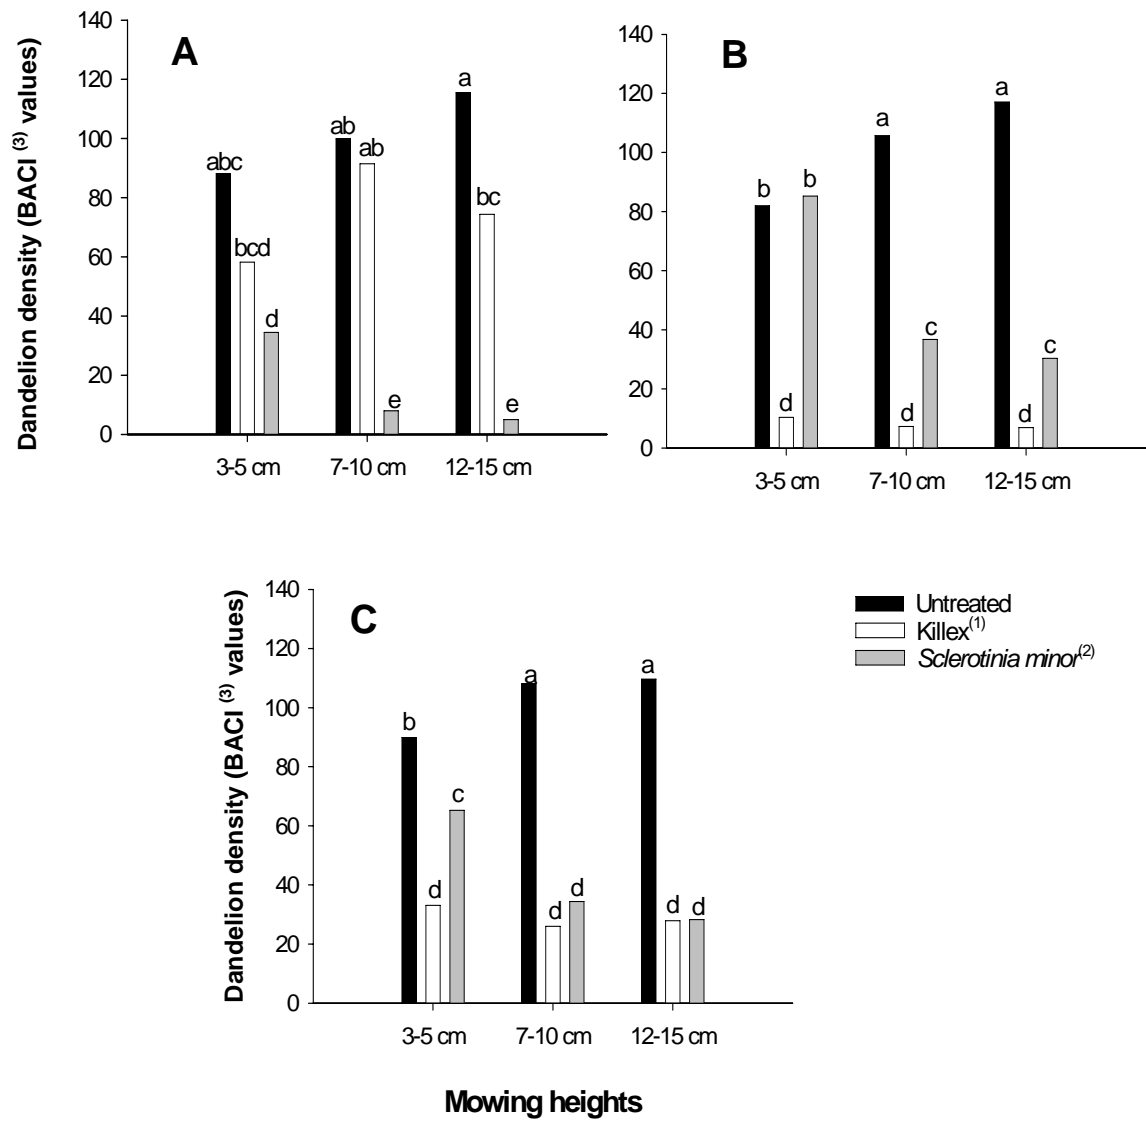 A
Dandelion density (BACI (3) values)
140
120
100
80
60
40
20
0
abc
bcd
d
ab
ab
e
a
bc
e
3-5 cm 7-10 cm 12-15 cm
B
140
120
100
80
60
40
20
0
b
d
b
a
d
c
a
d
c
3-5 cm 7-10 cm 12-15 cm
C
Dandelion density (BACI (3) values)
140
120
100
80
60
40
20
0
b
d
c
a
d
d
a
d
d
3-5 cm 7-10 cm 12-15 cm
Untreated
Killex(1)
Sclerotinia minor(2)
Mowing heights